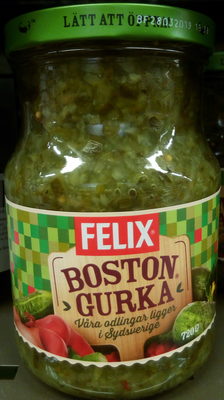 LÄTT ATT ÖPPNA
FELIX
BOSTON
GURKA
Våra odlingar ligger
i Sydsverige
720g